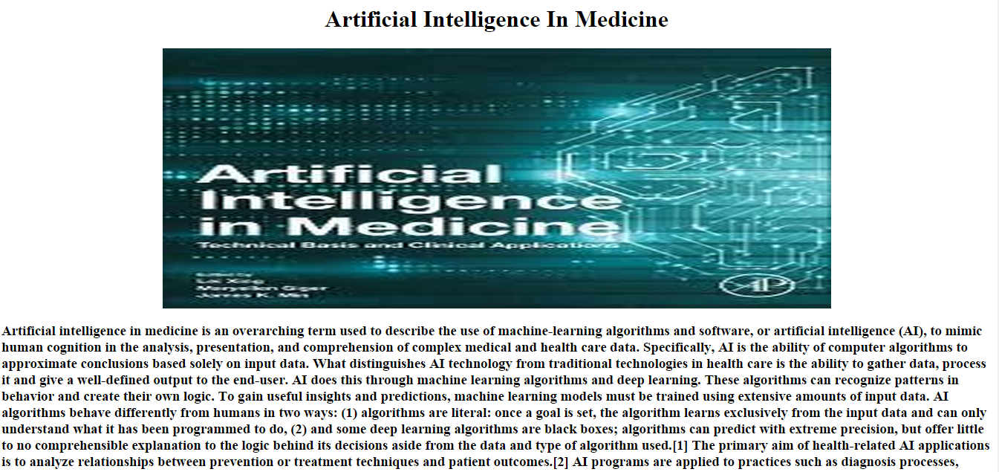 Artificial Intelligence In Medicine
Artificial
Intelligence
in Medicine
Technical Basis and Clinical Applications
Edited by
Lei Xing
Maryellen Giger
James K. Min
AP
Artificial intelligence in medicine is an overarching term used to describe the use of machine-learning algorithms and software, or artificial intelligence (AI), to mimic
human cognition in the analysis, presentation, and comprehension of complex medical and health care data. Specifically, AI is the ability of computer algorithms to
approximate conclusions based solely on input data. What distinguishes AI technology from traditional technologies in health care is the ability to gather data, process
it and give a well-defined output to the end-user. AI does this through machine learning algorithms and deep learning. These algorithms can recognize patterns in
behavior and create their own logic. To gain useful insights and predictions, machine learning models must be trained using extensive amounts of input data. AI
algorithms behave differently from humans in two ways: (1) algorithms are literal: once a goal is set, the algorithm learns exclusively from the input data and can only
understand what it has been programmed to do, (2) and some deep learning algorithms are black boxes; algorithms can predict with extreme precision, but offer little
to no comprehensible explanation to the logic behind its decisions aside from the data and type of algorithm used.[1] The primary aim of health-related AI applications
is to analyze relationships between prevention or treatment techniques and patient outcomes.[2] AI programs are applied to practices such as diagnosis processes,